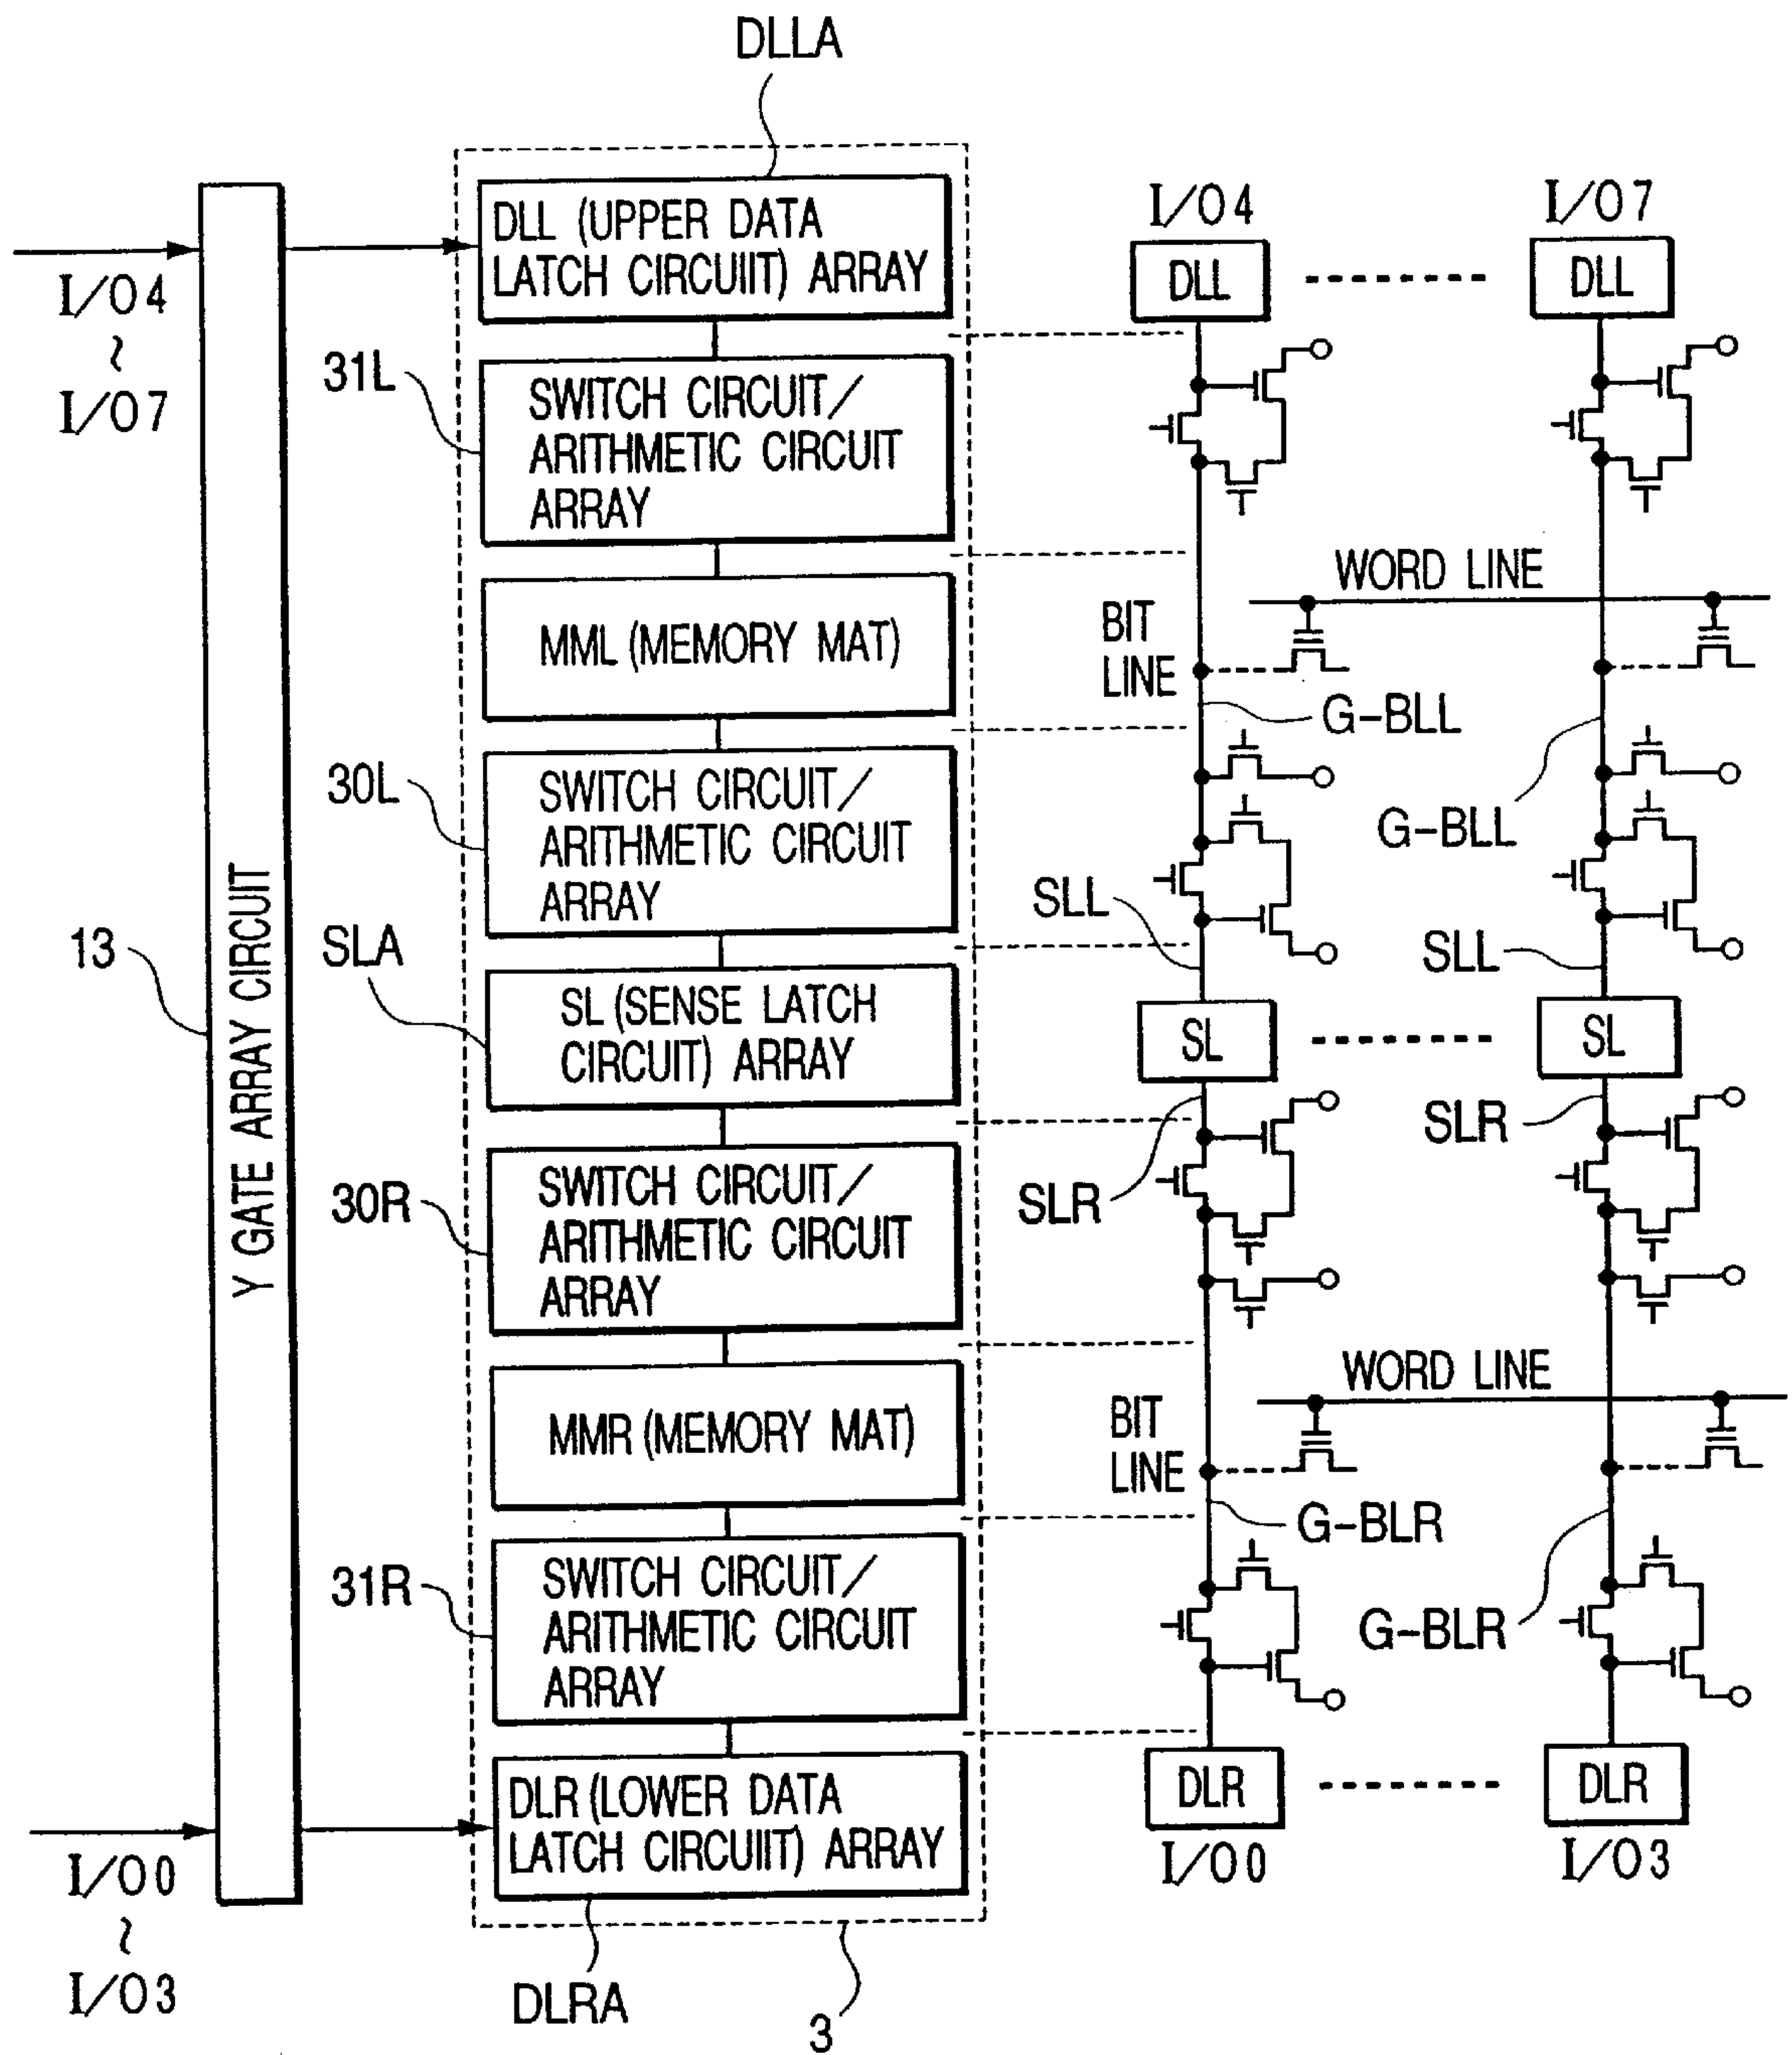 DLLA
I/O4
~
I/O7
13
Y GATE ARRAY CIRCUIT
I/O0
~
I/O3
DLL (UPPER DATA
LATCH CIRCUIIT) ARRAY
31L
SWITCH CIRCUIT/
ARITHMETIC CIRCUIT
ARRAY
MML (MEMORY MAT)
30L
SWITCH CIRCUIT/
ARITHMETIC CIRCUIT
ARRAY
SLA
SL (SENSE LATCH
CIRCUIT) ARRAY
30R
SWITCH CIRCUIT/
ARITHMETIC CIRCUIT
ARRAY
MMR (MEMORY MAT)
31R
SWITCH CIRCUIT/
ARITHMETIC CIRCUIT
ARRAY
DLR (LOWER DATA
LATCH CIRCUIIT) ARRAY
DLRA
3
I/O4
I/O7
DLL
DLL
WORD LINE
BIT
LINE
G-BLL
G-BLL
SLL
SLL
SL
SL
SLR
SLR
WORD LINE
BIT
LINE
G-BLR
G-BLR
DLR
DLR
I/O0
I/O3